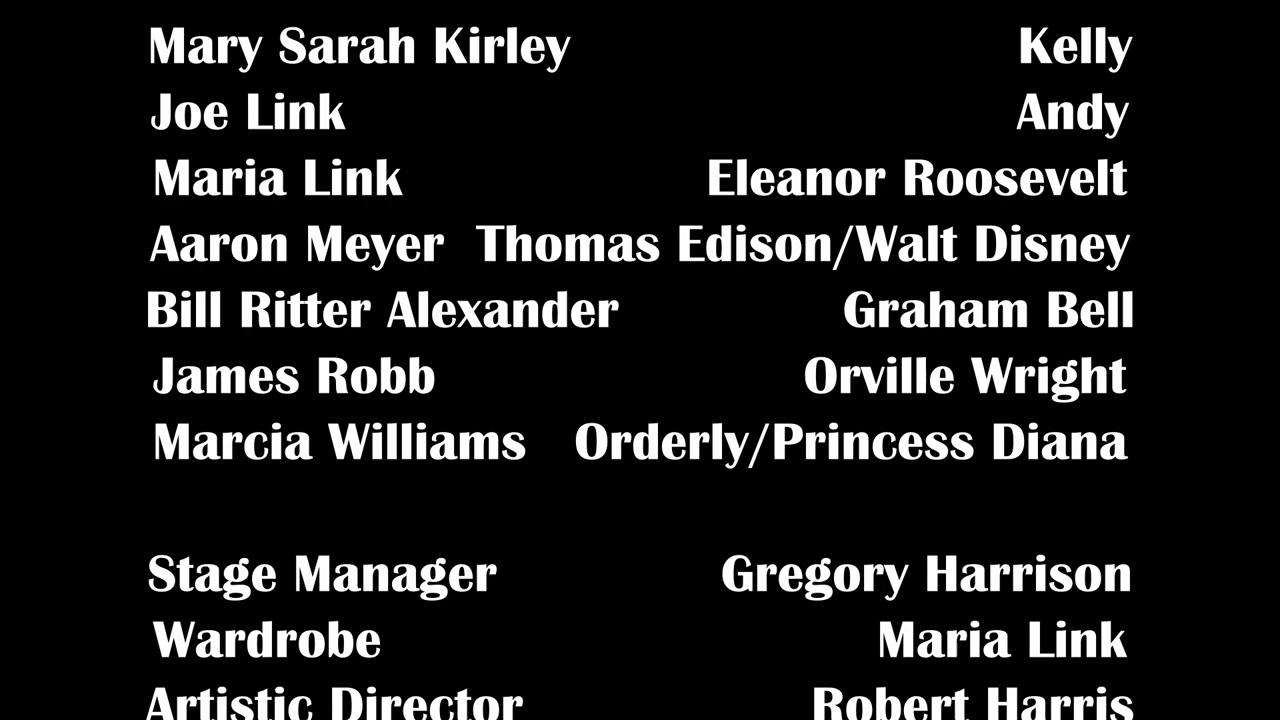 Mary Sarah Kirley Kelly
Joe Link Andy
Maria Link Eleanor Roosevelt
Aaron Meyer Thomas Edison/Walt Disney
Bill Ritter Alexander Graham Bell
James Robb Orville Wright
Marcia Williams Orderly/Princess Diana
Stage Manager Gregory Harrison
Wardrobe Maria Link
Artistic Director Robert Harris